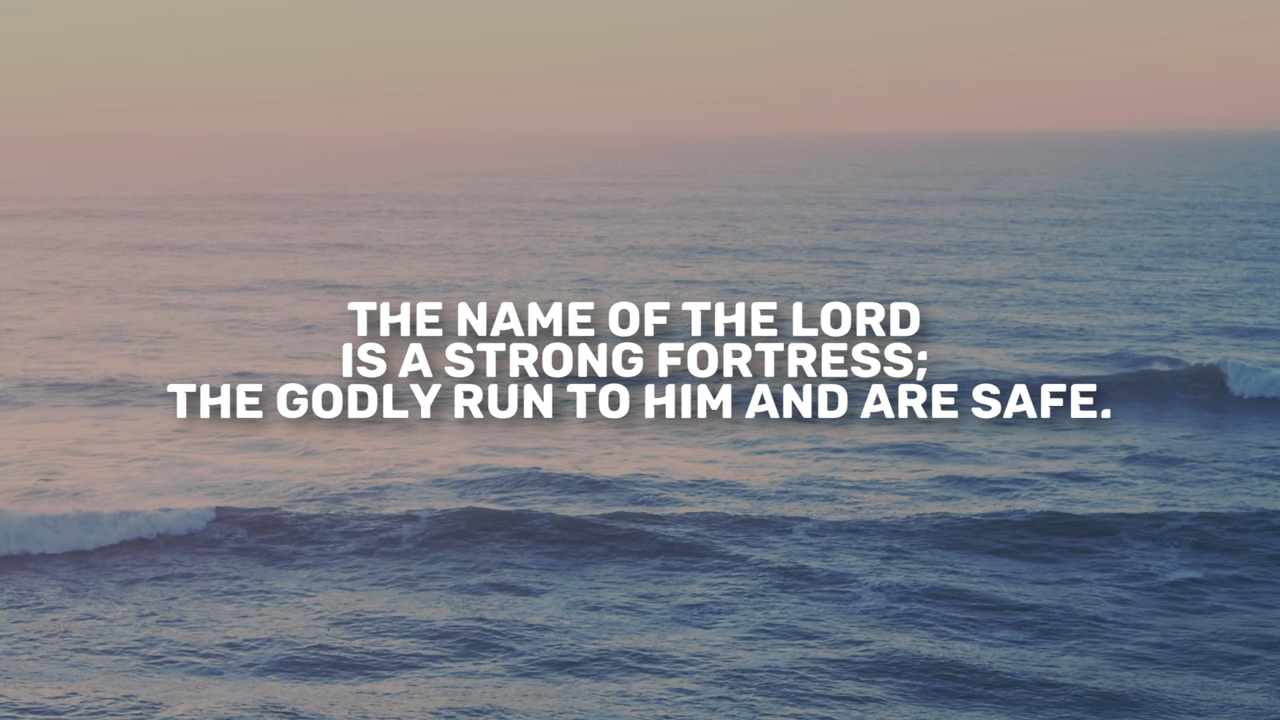 THE NAME OF THE LORD
IS A STRONG FORTRESS;
THE GODLY RUN TO HIM AND ARE SAFE.